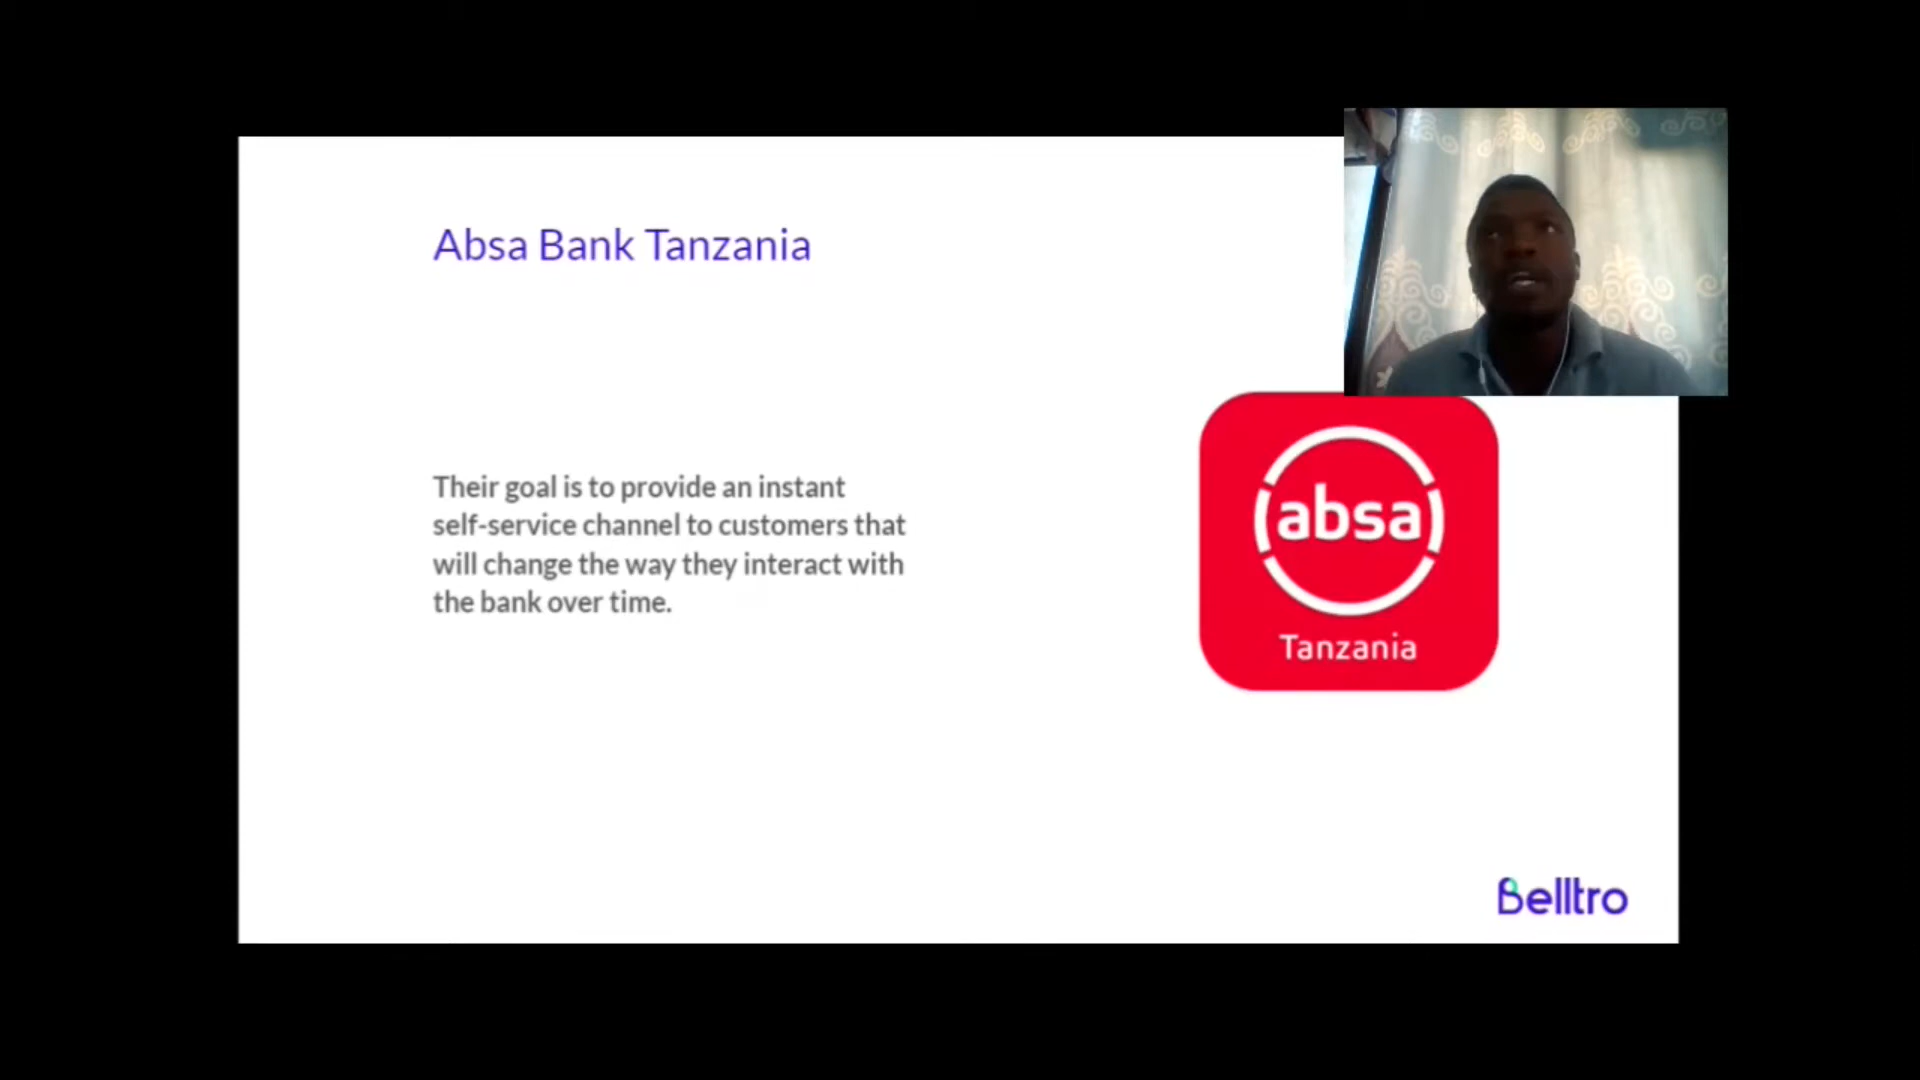 Absa Bank Tanzania
Their goal is to provide an instant
self-service channel to customers that
will change the way they interact with
the bank over time.
absa
Tanzania
Belltro